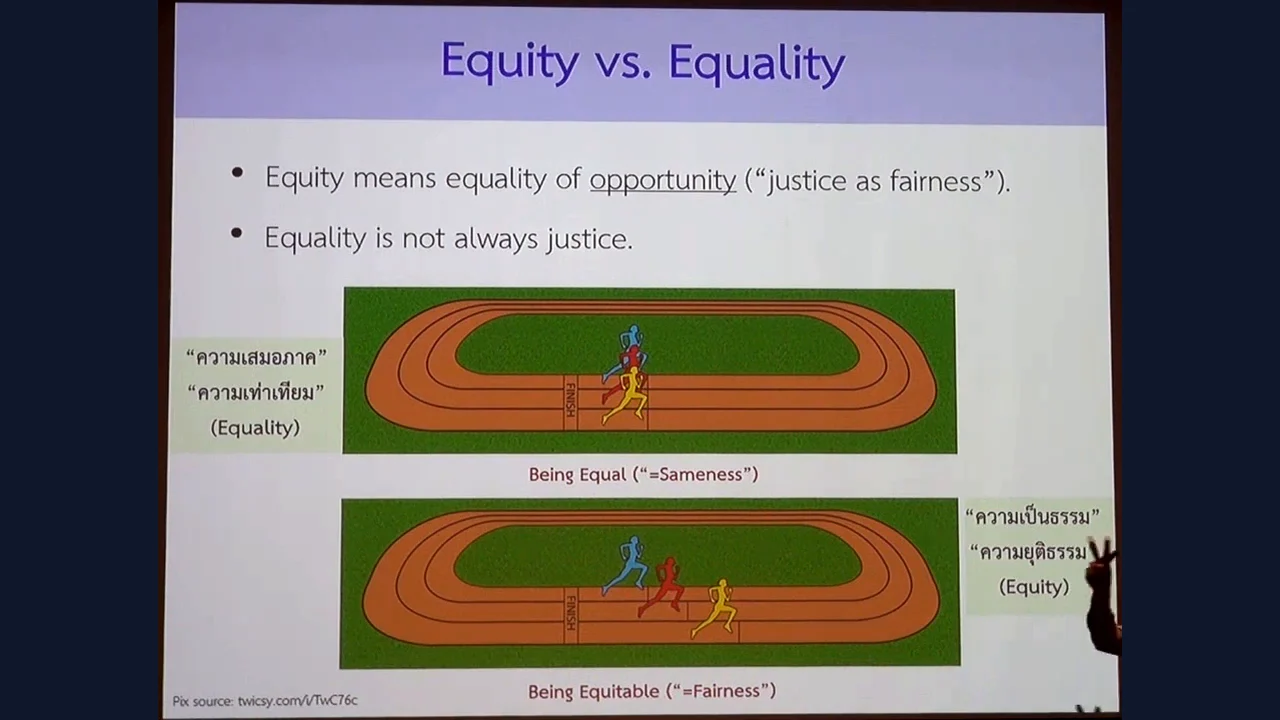 Equity vs. Equality
• Equity means equality of opportunity (“justice as fairness”).
• Equality is not always justice.
“ความเสมอภาค”
“ความเท่าเทียม”
(Equality)
FINISH
Being Equal (“=Sameness”)
“ความเป็นธรรม”
“ความยุติธรรม
(Equity)
FINISH
Being Equitable (“=Fairness”)
Pix source: twicsy.com/i/TwC76c